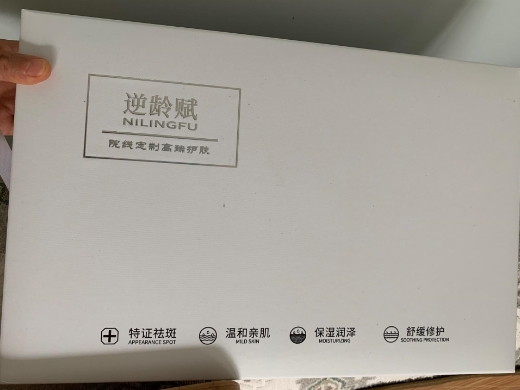 逆龄赋
NILINGFU
院线定制高端护肤
特证祛斑
APPEARANCE SPOT
温和亲肌
MILD SKIN
保湿润泽
MOISTURIZING
舒缓修护
SOOTHING PROTECTION